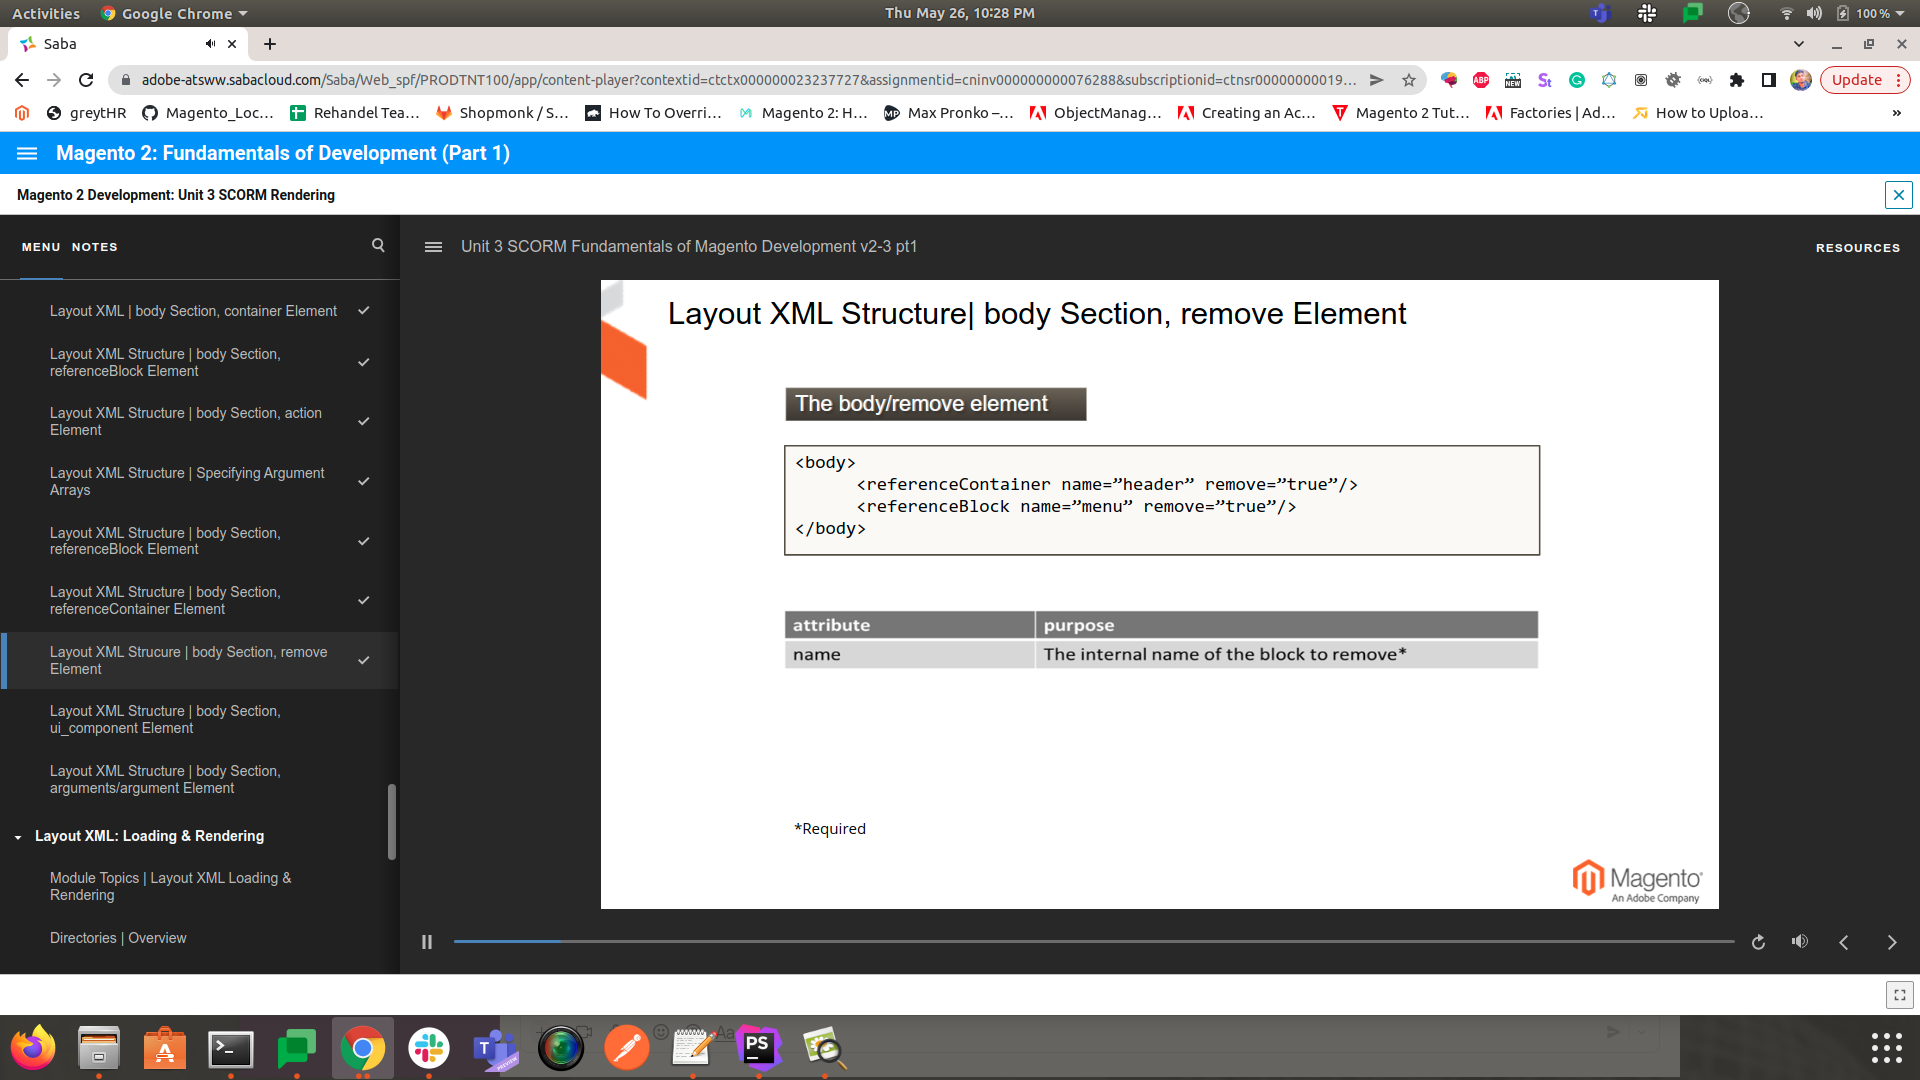 Activities
Google Chrome
Thu May 26, 10:28 PM
100 %
Saba
adobe-atsww.sabacloud.com/Saba/Web_spf/PRODTNT100/app/content-player?contextid=ctctx000000023237727&assignmentid=cninv000000000076288&subscriptionid=ctnsr00000000019...
Update
greytHR
Magento_Loc...
Rehandel Tea...
Shopmonk / S...
How To Overri...
Magento 2: H...
Max Pronko –...
ObjectManag...
Creating an Ac...
Magento 2 Tut...
Factories | Ad...
How to Uploa...
»
Magento 2: Fundamentals of Development (Part 1)
Magento 2 Development: Unit 3 SCORM Rendering
MENU
NOTES
Unit 3 SCORM Fundamentals of Magento Development v2-3 pt1
RESOURCES
Layout XML | body Section, container Element
Layout XML Structure | body Section,
referenceBlock Element
Layout XML Structure | body Section, action
Element
Layout XML Structure | Specifying Argument
Arrays
Layout XML Structure | body Section,
referenceBlock Element
Layout XML Structure | body Section,
referenceContainer Element
Layout XML Strucure | body Section, remove
Element
Layout XML Structure | body Section,
ui_component Element
Layout XML Structure | body Section,
arguments/argument Element
Layout XML: Loading & Rendering
Module Topics | Layout XML Loading &
Rendering
Directories | Overview
Layout XML Structure| body Section, remove Element
The body/remove element
<body>
<referenceContainer name=”header” remove=”true”/>
<referenceBlock name=”menu” remove=”true”/>
</body>
attribute
purpose
name
The internal name of the block to remove*
*Required
Magento
An Adobe Company